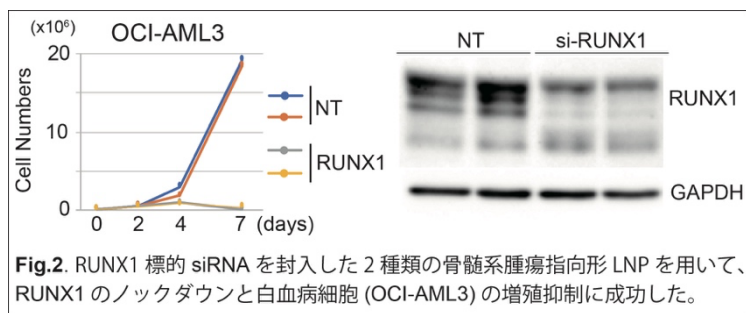 (x10⁶)
OCI-AML3
20
10
0
Cell Numbers
0 2 4 7 (days)
NT
RUNX1
NT si-RUNX1
RUNX1
GAPDH
Fig.2. RUNX1 標的 siRNA を封入した 2 種類の骨髄系腫瘍指向形 LNP を用いて、
RUNX1 のノックダウンと白血病細胞 (OCI-AML3) の増殖抑制に成功した。